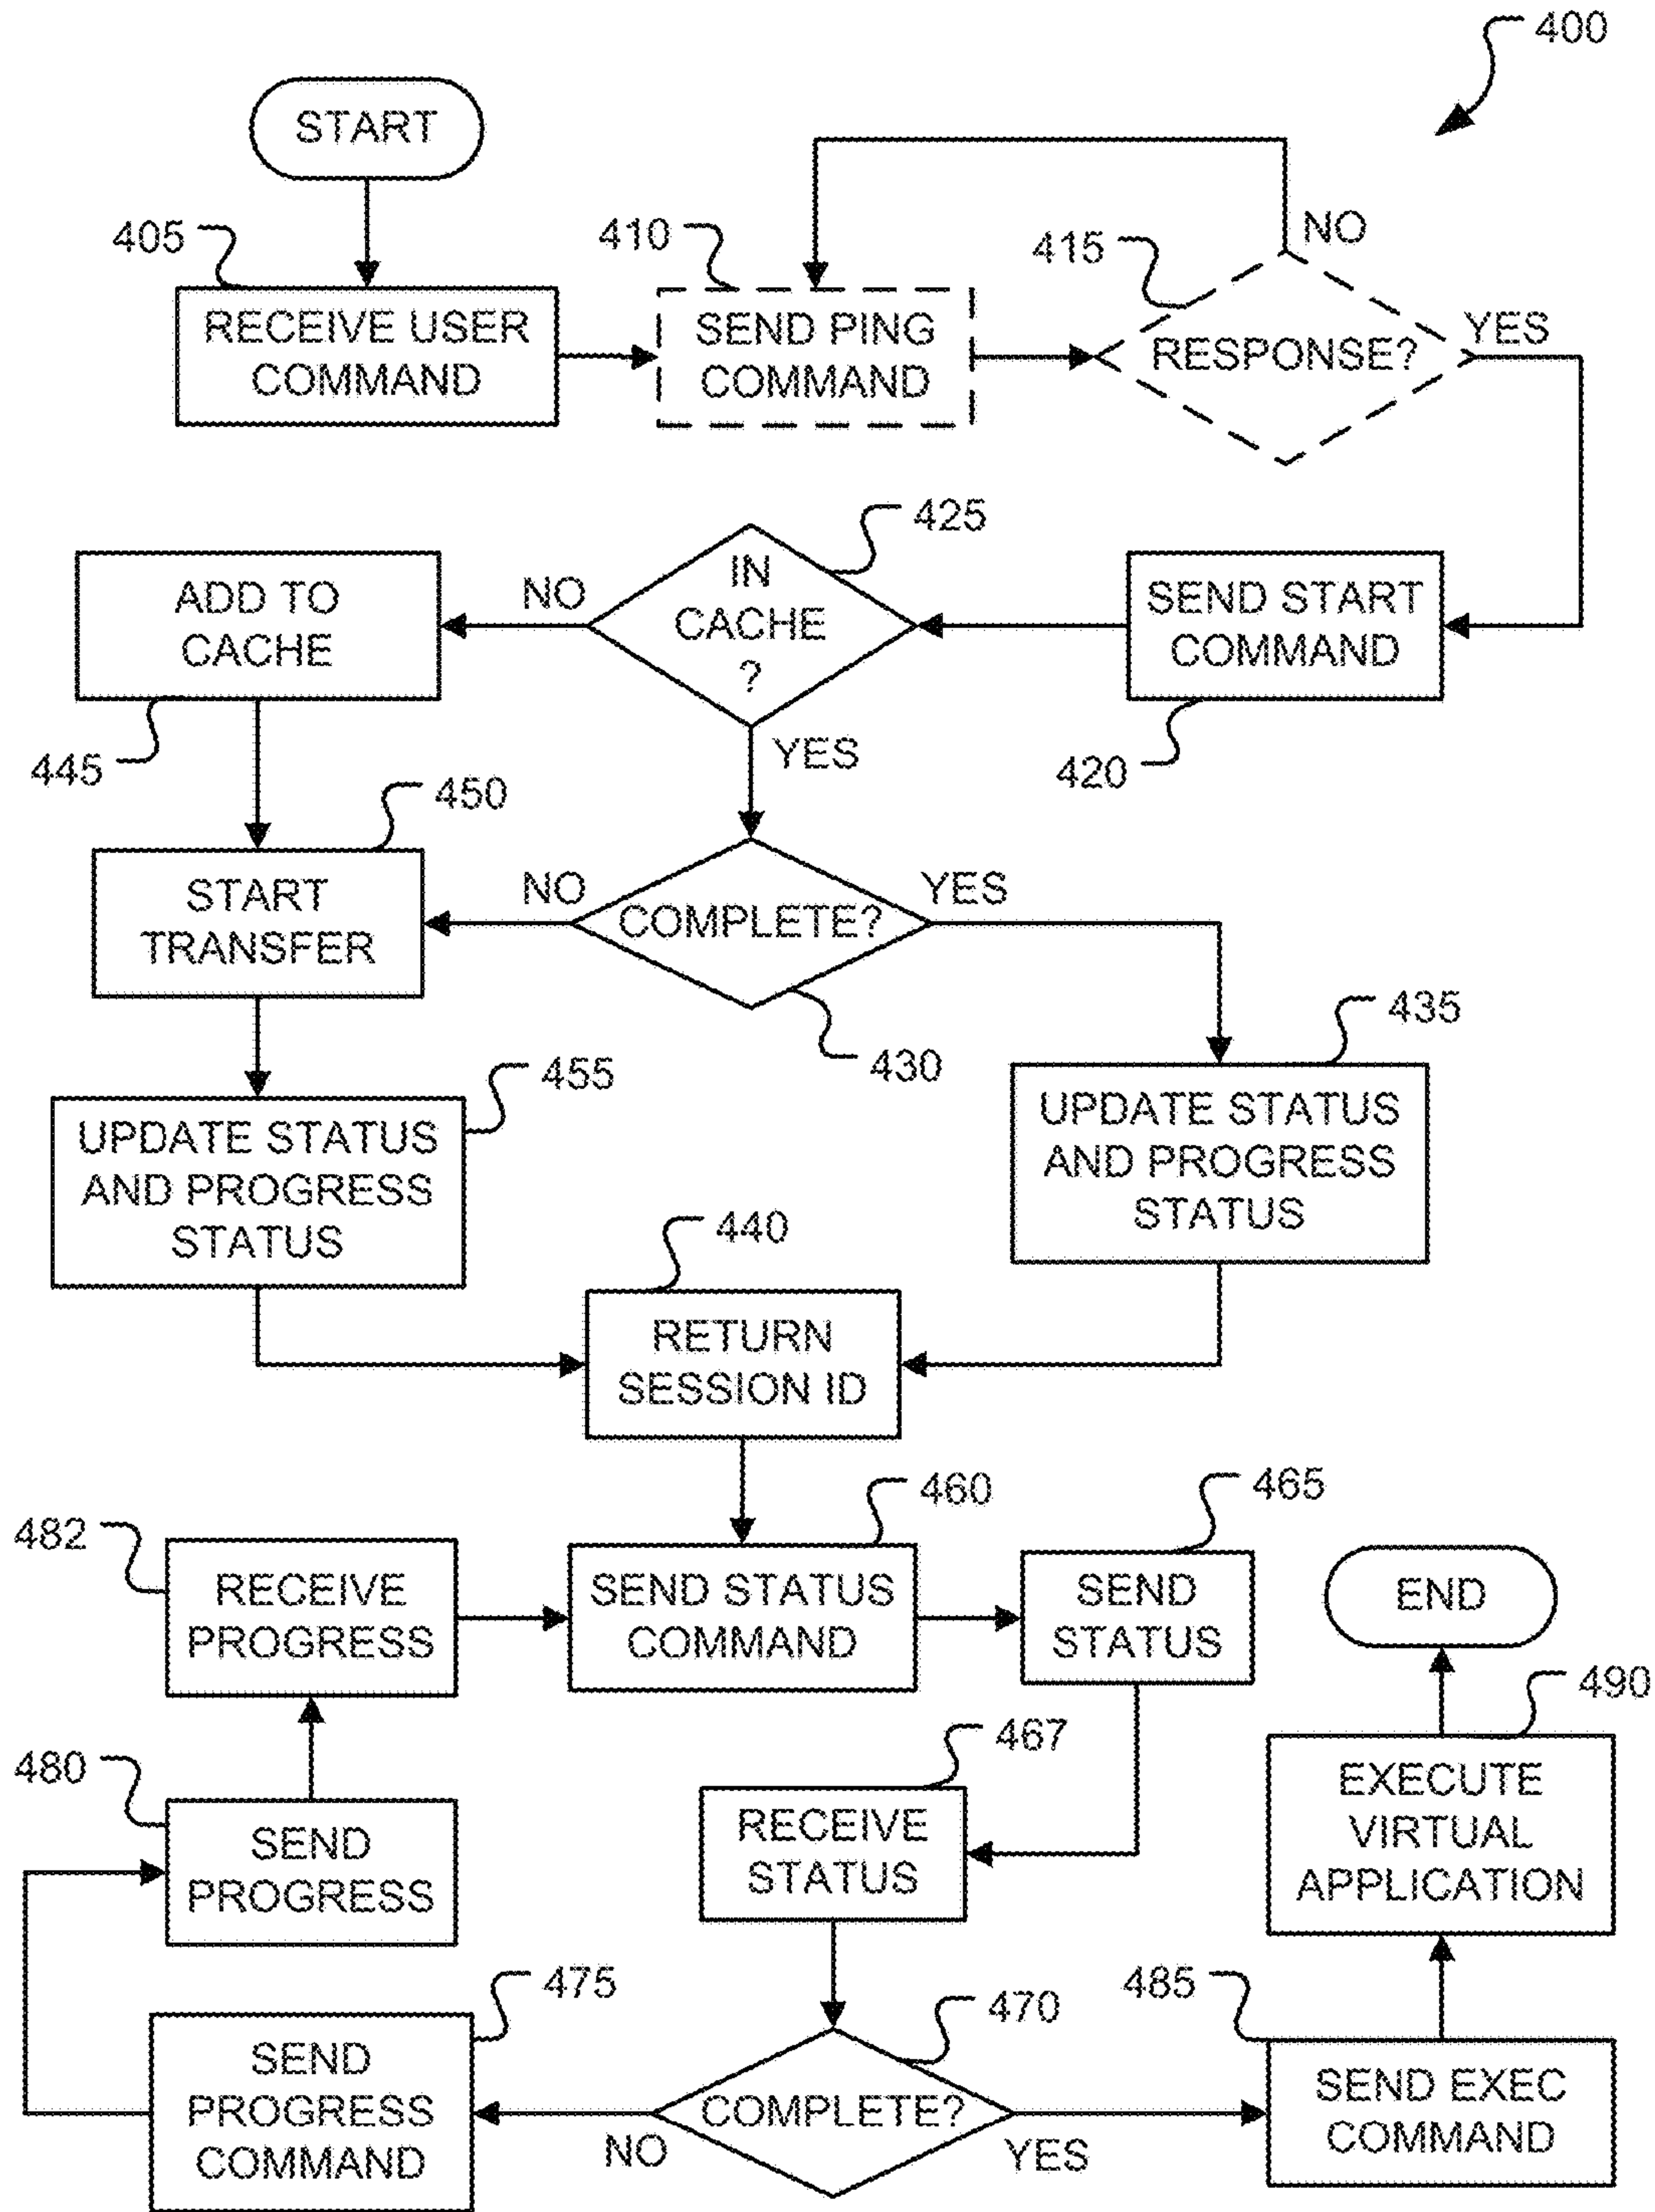 400
START
405
RECEIVE USER
COMMAND
410
SEND PING
COMMAND
415
RESPONSE?
NO
YES
425
IN
CACHE
?
NO
YES
SEND START
COMMAND
420
ADD TO
CACHE
445
450
START
TRANSFER
NO
COMPLETE?
YES
430
435
UPDATE STATUS
AND PROGRESS
STATUS
455
UPDATE STATUS
AND PROGRESS
STATUS
440
RETURN
SESSION ID
482
RECEIVE
PROGRESS
460
SEND STATUS
COMMAND
465
SEND
STATUS
END
490
EXECUTE
VIRTUAL
APPLICATION
467
RECEIVE
STATUS
480
SEND
PROGRESS
475
SEND
PROGRESS
COMMAND
470
COMPLETE?
NO
YES
485
SEND EXEC
COMMAND